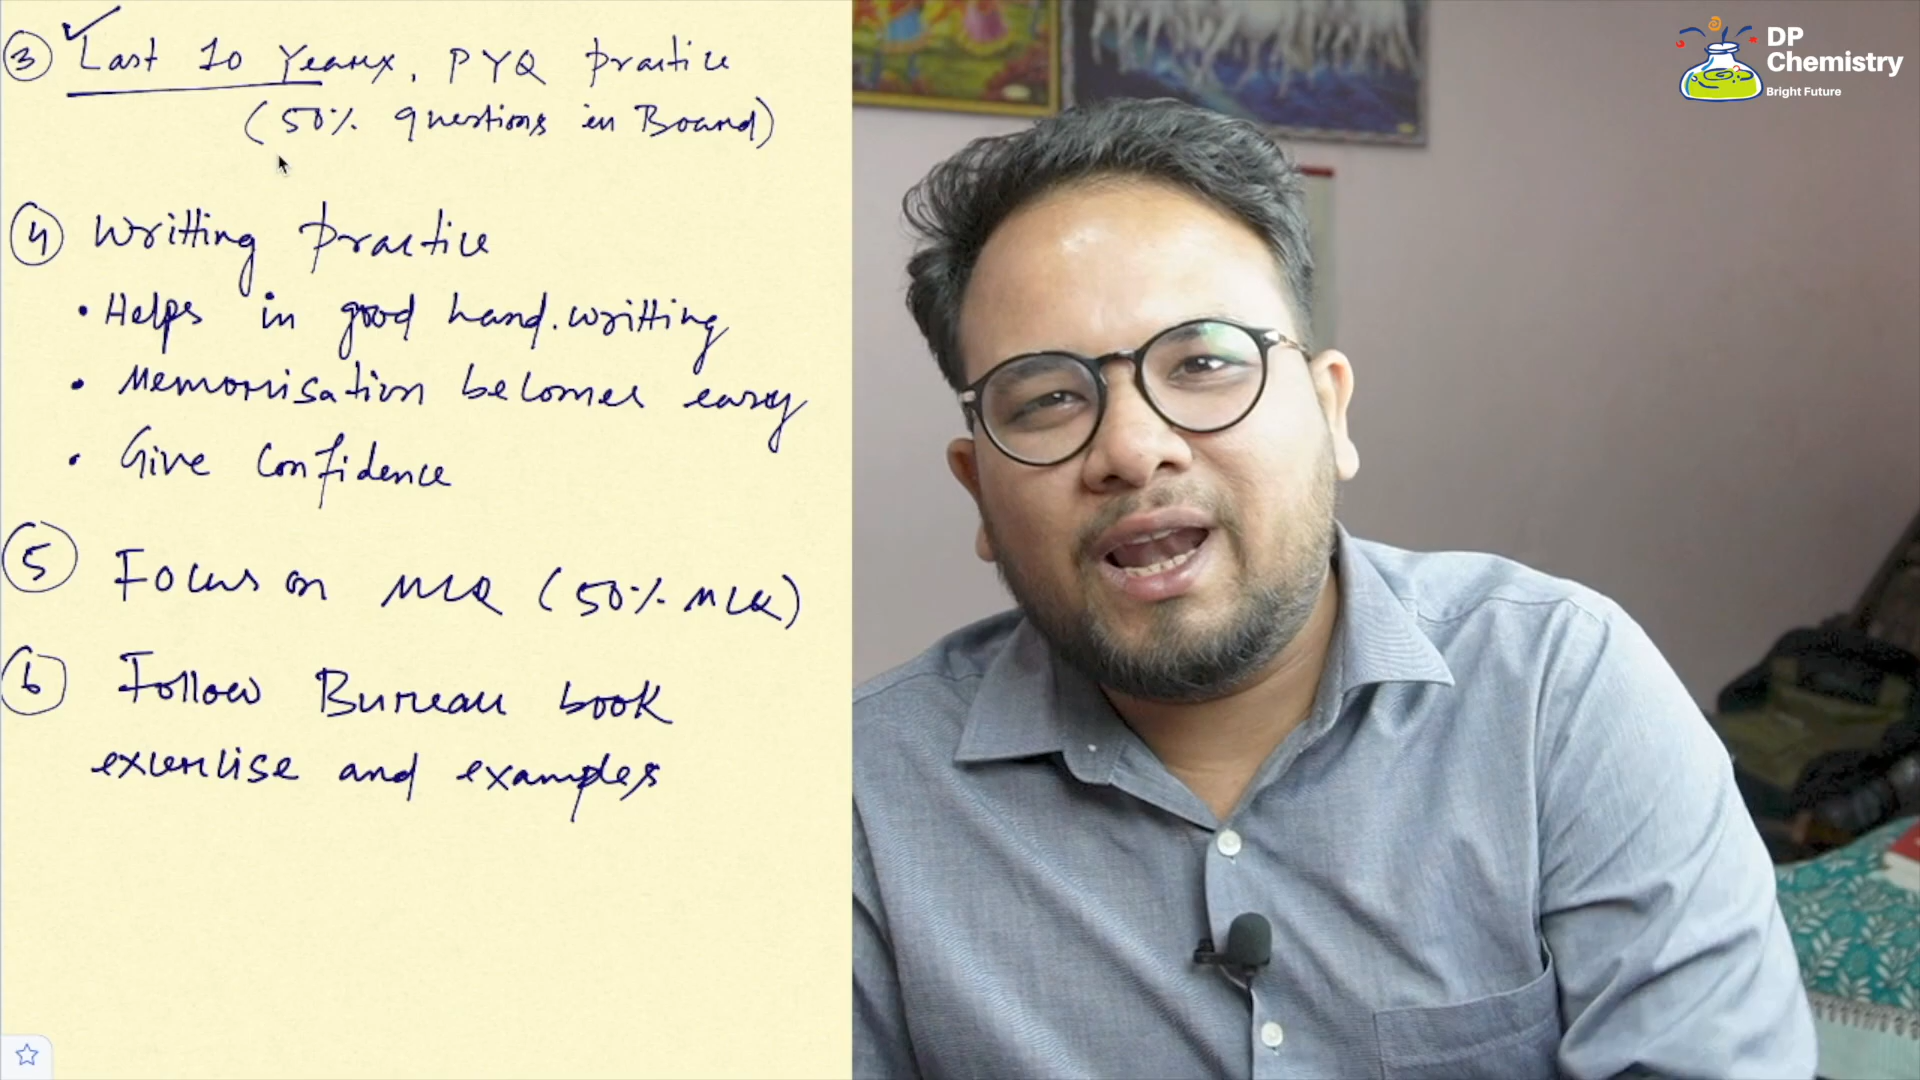 ③ Last 10 Years, PYQ Practice
(50% questions in Board)
④ Writting Practice
• Helps in good hand.writting
• Memorisation becomes easy
• Give Confidence
⑤ Focus on MCQ (50% MCQ)
⑥ Follow Bureau book
exercise and examples
DP
Chemistry
Bright Future